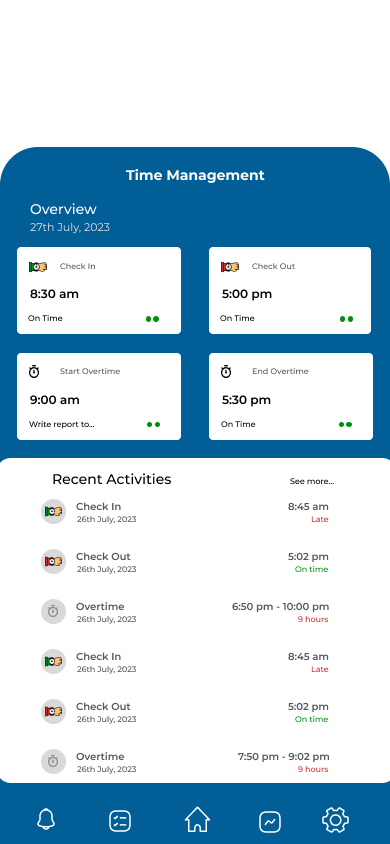 Time Management
Overview
27th July, 2023
Check In
8:30 am
On Time
Check Out
5:00 pm
On Time
Start Overtime
9:00 am
Write report to...
End Overtime
5:30 pm
On Time
Recent Activities
See more...
Check In
8:45 am
26th July, 2023
Late
Check Out
5:02 pm
26th July, 2023
On time
Overtime
6:50 pm - 10:00 pm
26th July, 2023
9 hours
Check In
8:45 am
26th July, 2023
Late
Check Out
5:02 pm
26th July, 2023
On time
Overtime
7:50 pm - 9:02 pm
26th July, 2023
9 hours